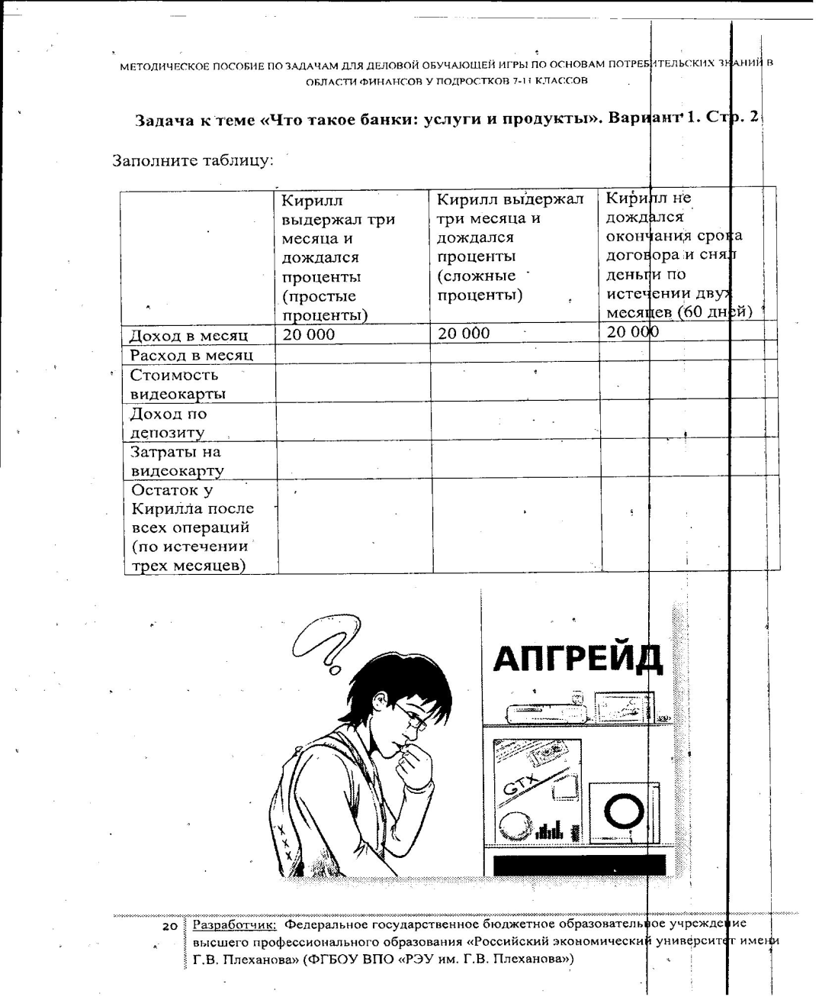 МЕТОДИЧЕСКОЕ ПОСОБИЕ ПО ЗАДАЧАМ ДЛЯ ДЕЛОВОЙ ОБУЧАЮЩЕЙ ИГРЫ ПО ОСНОВАМ ПОТРЕБИТЕЛЬСКИХ ЗНАНИЙ В
ОБЛАСТИ ФИНАНСОВ У ПОДРОСТКОВ 7-11 КЛАССОВ
Задача к теме «Что такое банки: услуги и продукты». Вариант 1. Стр. 2
Заполните таблицу:
Кирилл
выдержал три
месяца и
дождался
проценты
(простые
проценты)
Кирилл выдержал
три месяца и
дождался
проценты
(сложные
проценты)
Кирилл не
дождался
окончания срока
договора и снял
деньги по
истечении двух
месяцев (60 дней)
Доход в месяц 20 000 20 000 20 000
Расход в месяц
Стоимость
видеокарты
Доход по
депозиту
Затраты на
видеокарту
Остаток у
Кирилла после
всех операций
(по истечении
трех месяцев)
АПГРЕЙД
GTX
20 Разработчик: Федеральное государственное бюджетное образовательное учреждение
высшего профессионального образования «Российский экономический университет имени
Г.В. Плеханова» (ФГБОУ ВПО «РЭУ им. Г.В. Плеханова»)